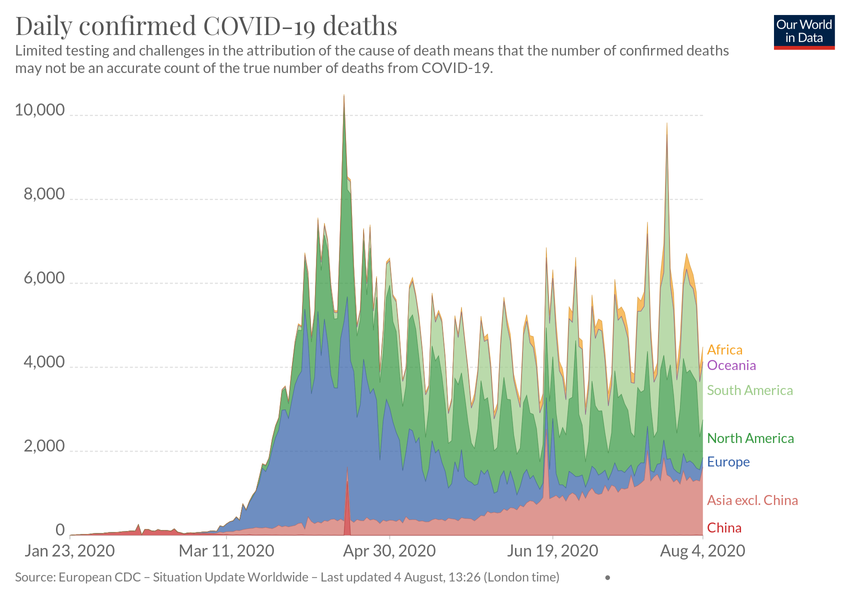 Daily confirmed COVID-19 deaths
Our World
in Data
Limited testing and challenges in the attribution of the cause of death means that the number of confirmed deaths
may not be an accurate count of the true number of deaths from COVID-19.
10,000
8,000
6,000
4,000
2,000
0
Africa
Oceania
South America
North America
Europe
Asia excl. China
China
Jan 23, 2020
Mar 11, 2020
Apr 30, 2020
Jun 19, 2020
Aug 4, 2020
Source: European CDC – Situation Update Worldwide – Last updated 4 August, 13:26 (London time)
•